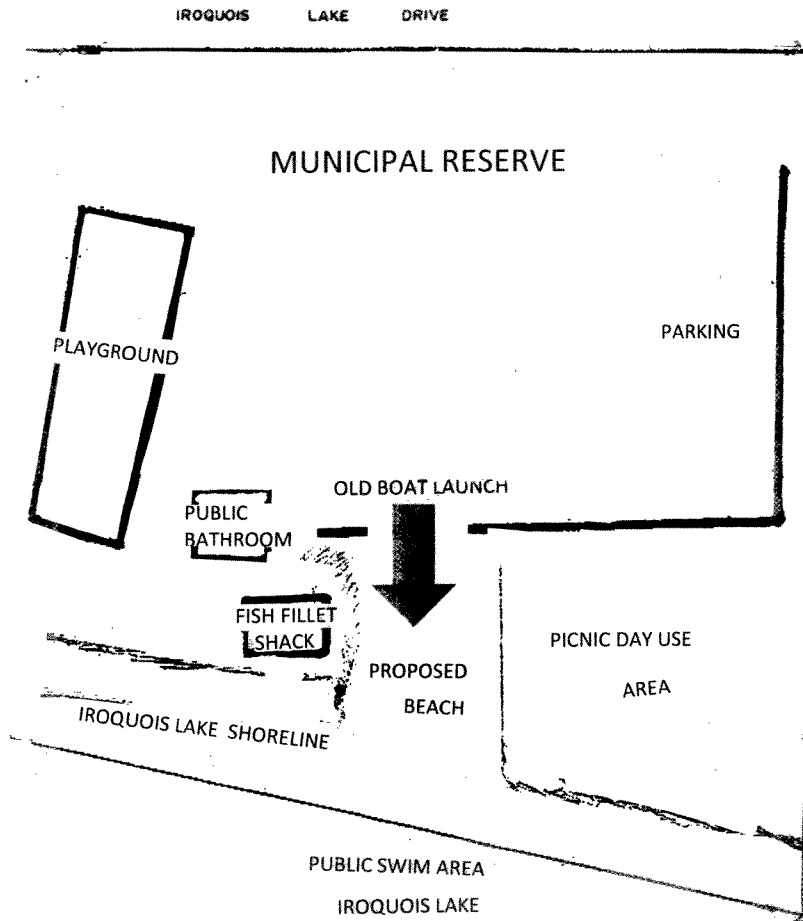 IROQUOIS LAKE DRIVE
MUNICIPAL RESERVE
PLAYGROUND
PARKING
OLD BOAT LAUNCH
PUBLIC
BATHROOM
FISH FILLET
SHACK
PROPOSED
BEACH
PICNIC DAY USE
AREA
IROQUOIS LAKE SHORELINE
PUBLIC SWIM AREA
IROQUOIS LAKE